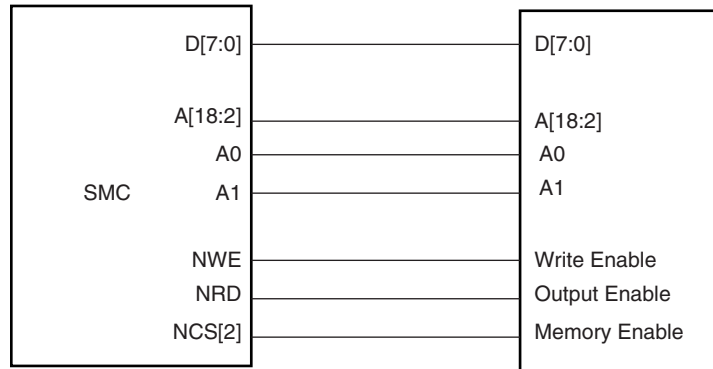 D[7:0] D[7:0]
A[18:2] A[18:2]
A0 A0
SMC A1 A1
NWE Write Enable
NRD Output Enable
NCS[2] Memory Enable